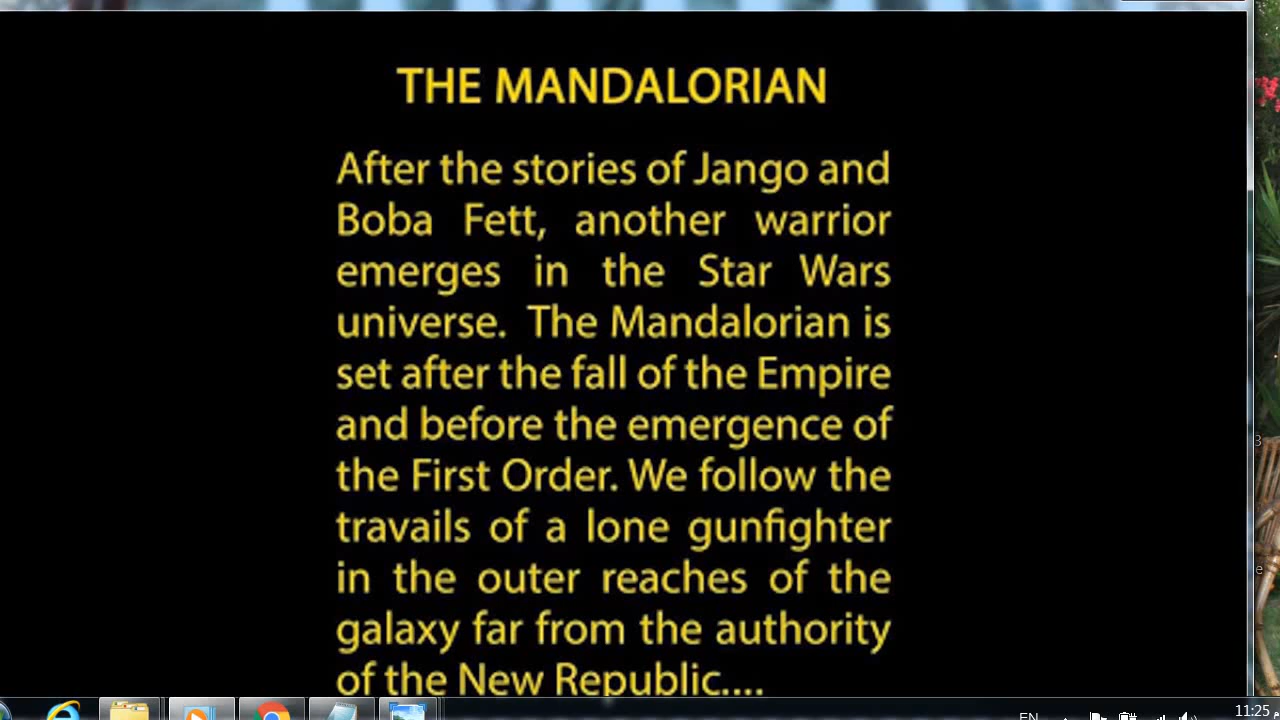 THE MANDALORIAN
After the stories of Jango and
Boba Fett, another warrior
emerges in the Star Wars
universe. The Mandalorian is
set after the fall of the Empire
and before the emergence of
the First Order. We follow the
travails of a lone gunfighter
in the outer reaches of the
galaxy far from the authority
of the New Republic....
EN
11:25